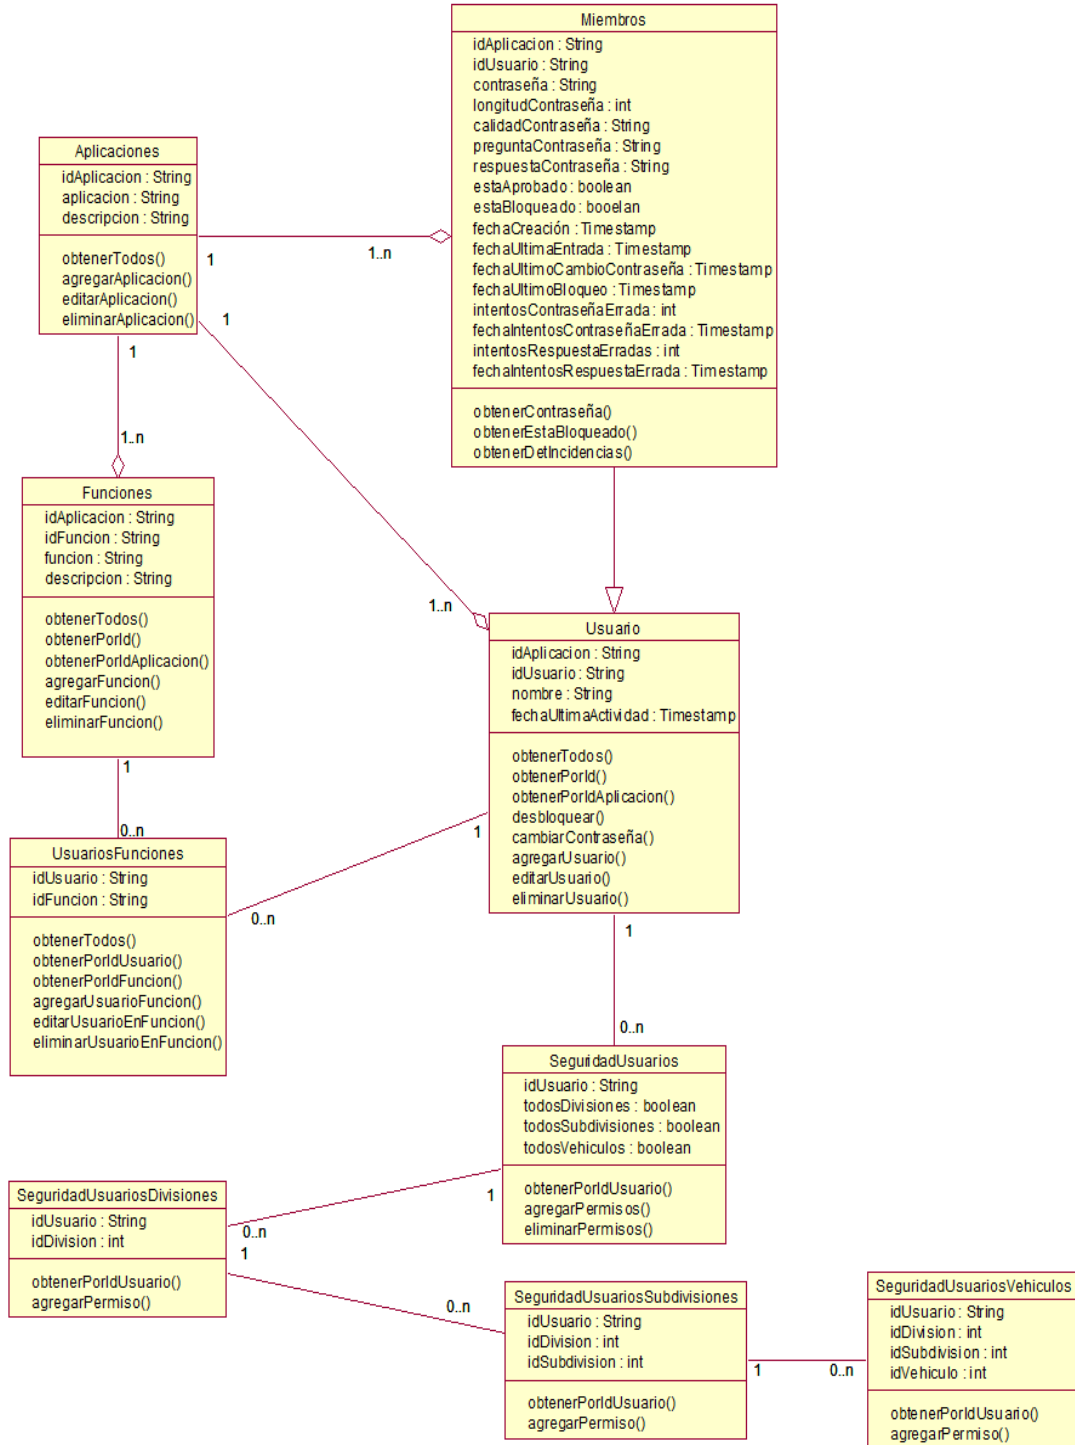 Miembros
idAplicacion : String
idUsuario : String
contraseña : String
longitudContraseña : int
calidadContraseña : String
preguntaContraseña : String
respuestaContraseña : String
estaAprobado : boolean
estaBloqueado : booelan
fechaCreación : Timestamp
fechaUltimaEntrada : Timestamp
fechaUltimoCambioContraseña : Timestamp
fechaUltimoBloqueo : Timestamp
intentosContraseñaErrada : int
fechaIntentosContraseñaErrada : Timestamp
intentosRespuestaErradas : int
fechaIntentosRespuestaErrada : Timestamp
obtenerContraseña()
obtenerEstaBloqueado()
obtenerDetIncidencias()
Aplicaciones
idAplicacion : String
aplicacion : String
descripcion : String
obtenerTodos()
agregarAplicacion()
editarAplicacion()
eliminarAplicacion()
1
1..n
1
1..n
1
1..n
Funciones
idAplicacion : String
idFuncion : String
funcion : String
descripcion : String
obtenerTodos()
obtenerPorId()
obtenerPorIdAplicacion()
agregarFuncion()
editarFuncion()
eliminarFuncion()
Usuario
idAplicacion : String
idUsuario : String
nombre : String
fechaUltimaActividad : Timestamp
obtenerTodos()
obtenerPorId()
obtenerPorIdAplicacion()
desbloquear()
cambiarContraseña()
agregarUsuario()
editarUsuario()
eliminarUsuario()
1
0..n
1
0..n
UsuariosFunciones
idUsuario : String
idFuncion : String
obtenerTodos()
obtenerPorIdUsuario()
obtenerPorIdFuncion()
agregarUsuarioFuncion()
editarUsuarioEnFuncion()
eliminarUsuarioEnFuncion()
1
0..n
SeguridadUsuarios
idUsuario : String
todosDivisiones : boolean
todosSubdivisiones : boolean
todosVehiculos : boolean
obtenerPorIdUsuario()
agregarPermisos()
eliminarPermisos()
1
0..n
SeguridadUsuariosDivisiones
idUsuario : String
idDivision : int
obtenerPorIdUsuario()
agregarPermiso()
1
0..n
SeguridadUsuariosSubdivisiones
idUsuario : String
idDivision : int
idSubdivision : int
obtenerPorIdUsuario()
agregarPermiso()
1
0..n
SeguridadUsuariosVehiculos
idUsuario : String
idDivision : int
idSubdivision : int
idVehiculo : int
obtenerPorIdUsuario()
agregarPermiso()